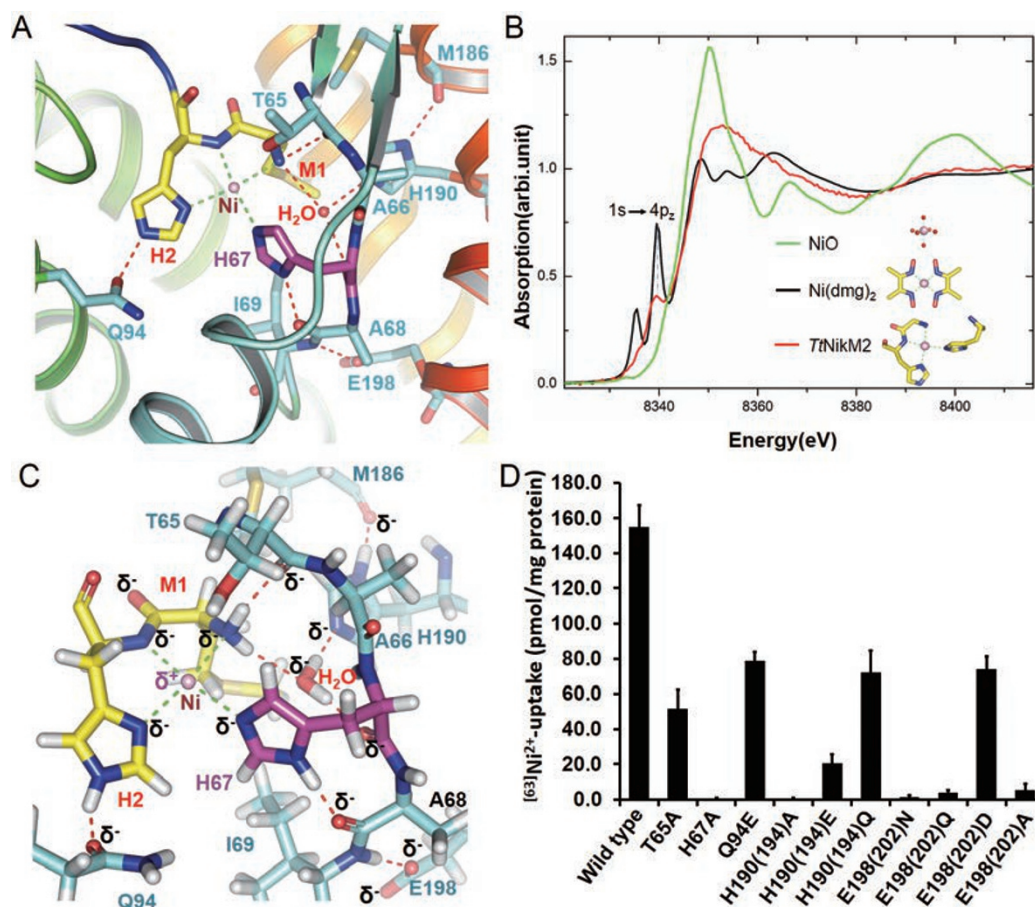 A
M186
T65
M1
Ni
H₂O
H190
A66
H2
H67
I69
A68
Q94
E198
B
1.5
1.0
0.5
0.0
Absorption(arbi.unit)
1s→4p_z
NiO
Ni(dmg)₂
TtNikM2
8340
8360
8380
8400
Energy(eV)
C
M186
δ-
T65
M1
δ-
δ-
δ-
δ-
δ-
A66
H190
δ+
Ni
H₂O
δ-
δ-
δ-
H2
H67
δ-
A68
I69
δ-
δ-
δ-
E198
Q94
D
[⁶³]Ni²⁺-uptake (pmol/mg protein)
180.0
160.0
140.0
120.0
100.0
80.0
60.0
40.0
20.0
0.0
Wild type
T65A
H67A
Q94E
H190(194)A
H190(194)E
H190(194)Q
E198(202)N
E198(202)Q
E198(202)D
E198(202)A